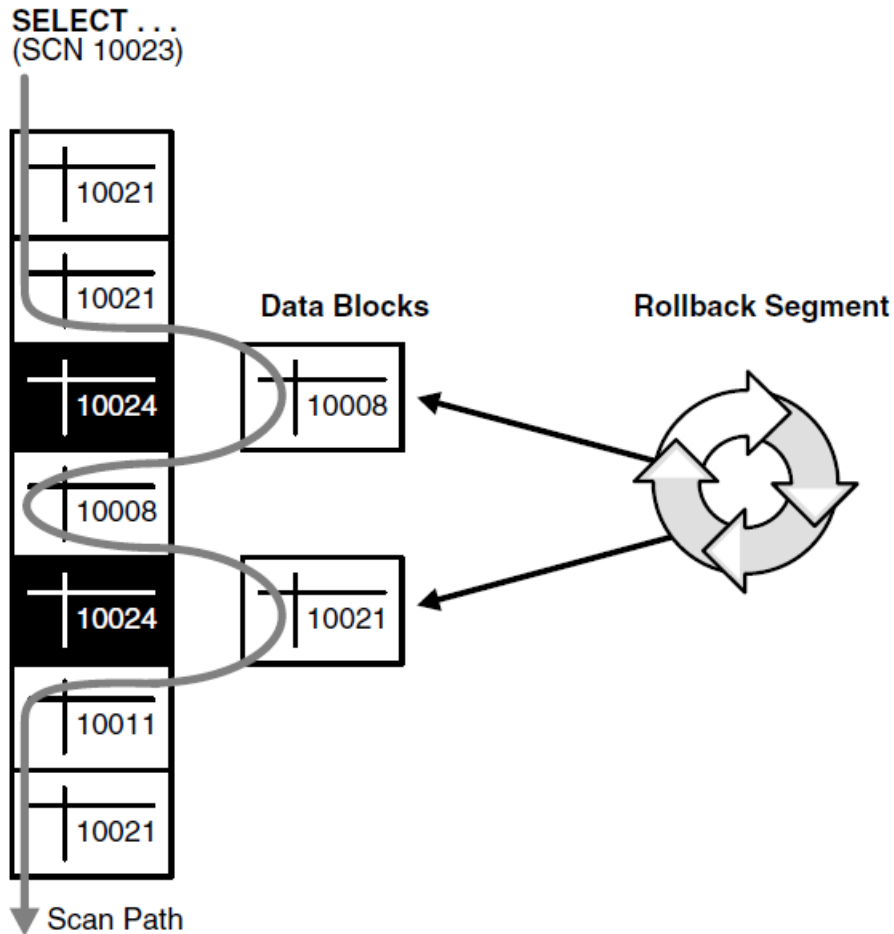 SELECT . . .
(SCN 10023)
10021
10021
Data Blocks
Rollback Segment
10024
10008
10008
10024
10021
10011
10021
Scan Path